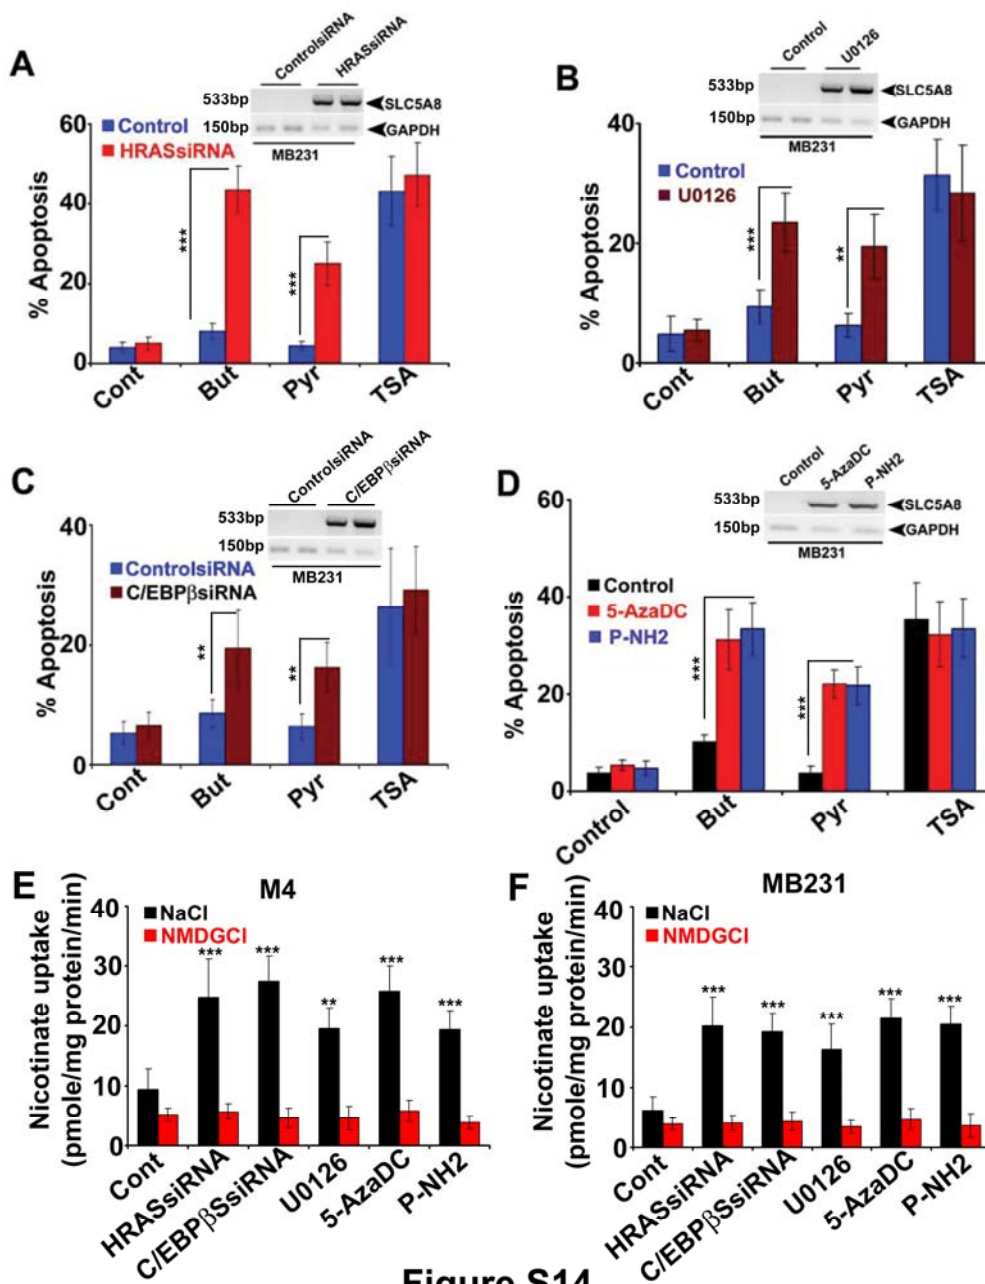 A
ControlsiRNA
HRASsiRNA
533bp
SLC5A8
150bp
GAPDH
MB231
Control
HRASsiRNA
% Apoptosis
60
40
20
0
***
***
Cont
But
Pyr
TSA
B
Control
U0126
533bp
SLC5A8
150bp
GAPDH
MB231
Control
U0126
% Apoptosis
40
20
0
***
**
Cont
But
Pyr
TSA
C
ControlsiRNA
C/EBPβsiRNA
533bp
150bp
MB231
ControlsiRNA
C/EBPβsiRNA
% Apoptosis
40
20
0
**
**
Cont
But
Pyr
TSA
D
Control
5-AzaDC
P-NH2
533bp
SLC5A8
150bp
GAPDH
MB231
Control
5-AzaDC
P-NH2
% Apoptosis
60
40
20
0
***
***
Control
But
Pyr
TSA
E
M4
NaCl
NMDGCl
Nicotinate uptake
(pmole/mg protein/min)
40
30
20
10
0
*** *** ** *** ***
Cont
HRASsiRNA
C/EBPβSsiRNA
U0126
5-AzaDC
P-NH2
F
MB231
NaCl
NMDGCl
Nicotinate uptake
(pmole/mg protein/min)
40
30
20
10
0
*** *** *** *** ***
Cont
HRASsiRNA
C/EBPβSsiRNA
U0126
5-AzaDC
P-NH2
Figure S14